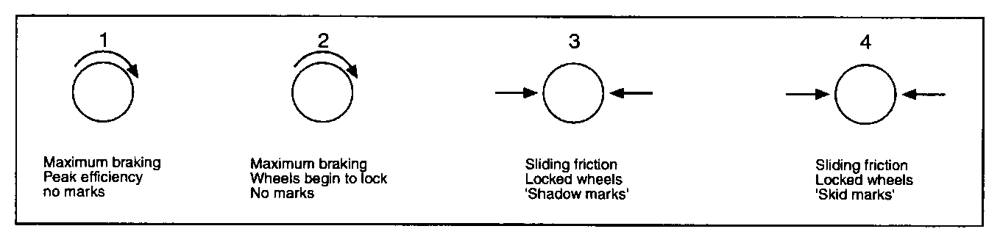 1
2
3
4
Maximum braking
Peak efficiency
no marks
Maximum braking
Wheels begin to lock
No marks
Sliding friction
Locked wheels
'Shadow marks'
Sliding friction
Locked wheels
'Skid marks'